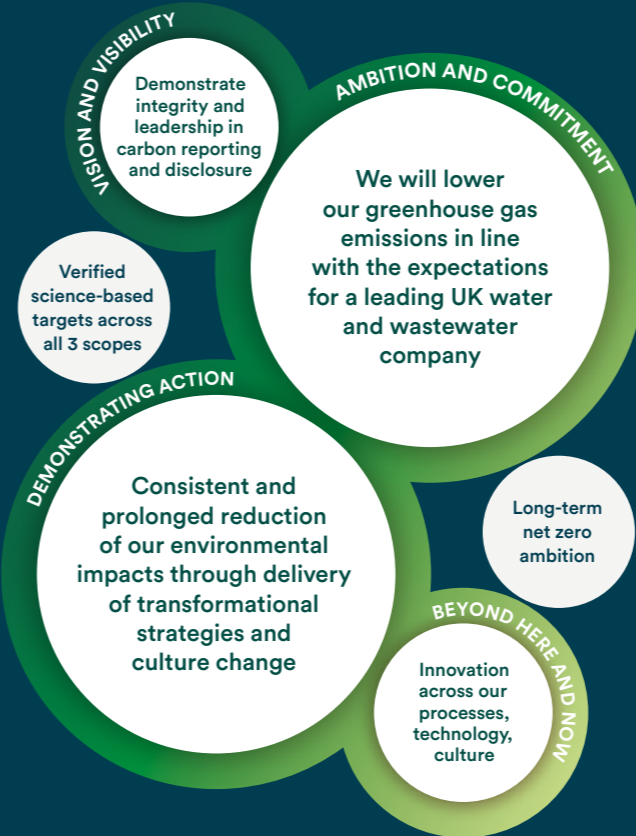 VISION AND VISIBILITY
Demonstrate
integrity and
leadership in
carbon reporting
and disclosure
AMBITION AND COMMITMENT
We will lower
our greenhouse gas
emissions in line
with the expectations
for a leading UK water
and wastewater
company
Verified
science-based
targets across
all 3 scopes
DEMONSTRATING ACTION
Consistent and
prolonged reduction
of our environmental
impacts through delivery
of transformational
strategies and
culture change
Long-term
net zero
ambition
BEYOND HERE AND NOW
Innovation
across our
processes,
technology,
culture